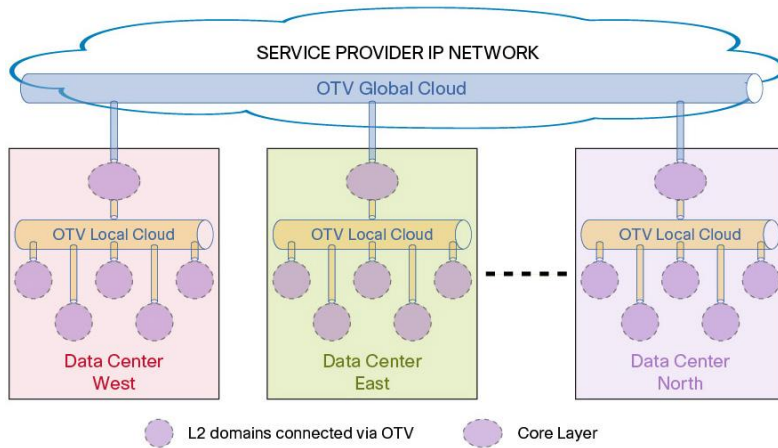 SERVICE PROVIDER IP NETWORK
OTV Global Cloud
OTV Local Cloud
OTV Local Cloud
OTV Local Cloud
Data Center
West
Data Center
East
Data Center
North
L2 domains connected via OTV
Core Layer